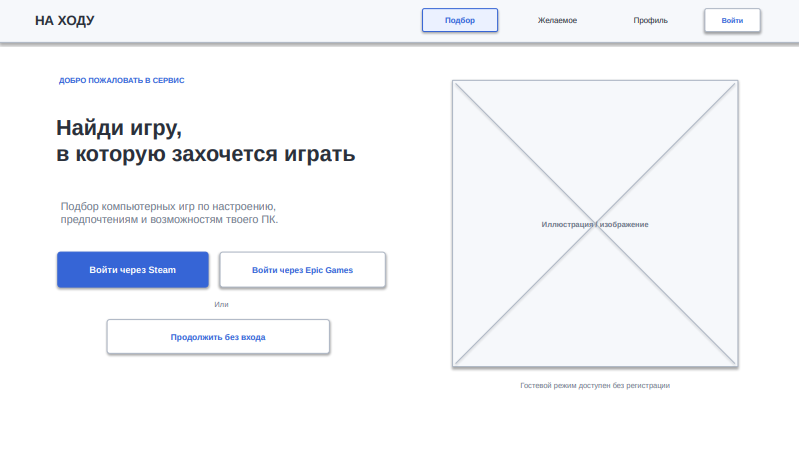 НА ХОДУ
Подбор
Желаемое
Профиль
Войти
ДОБРО ПОЖАЛОВАТЬ В СЕРВИС
Найди игру,
в которую захочется играть
Подбор компьютерных игр по настроению,
предпочтениям и возможностям твоего ПК.
Войти через Steam
Войти через Epic Games
Или
Продолжить без входа
Иллюстрация / изображение
Гостевой режим доступен без регистрации